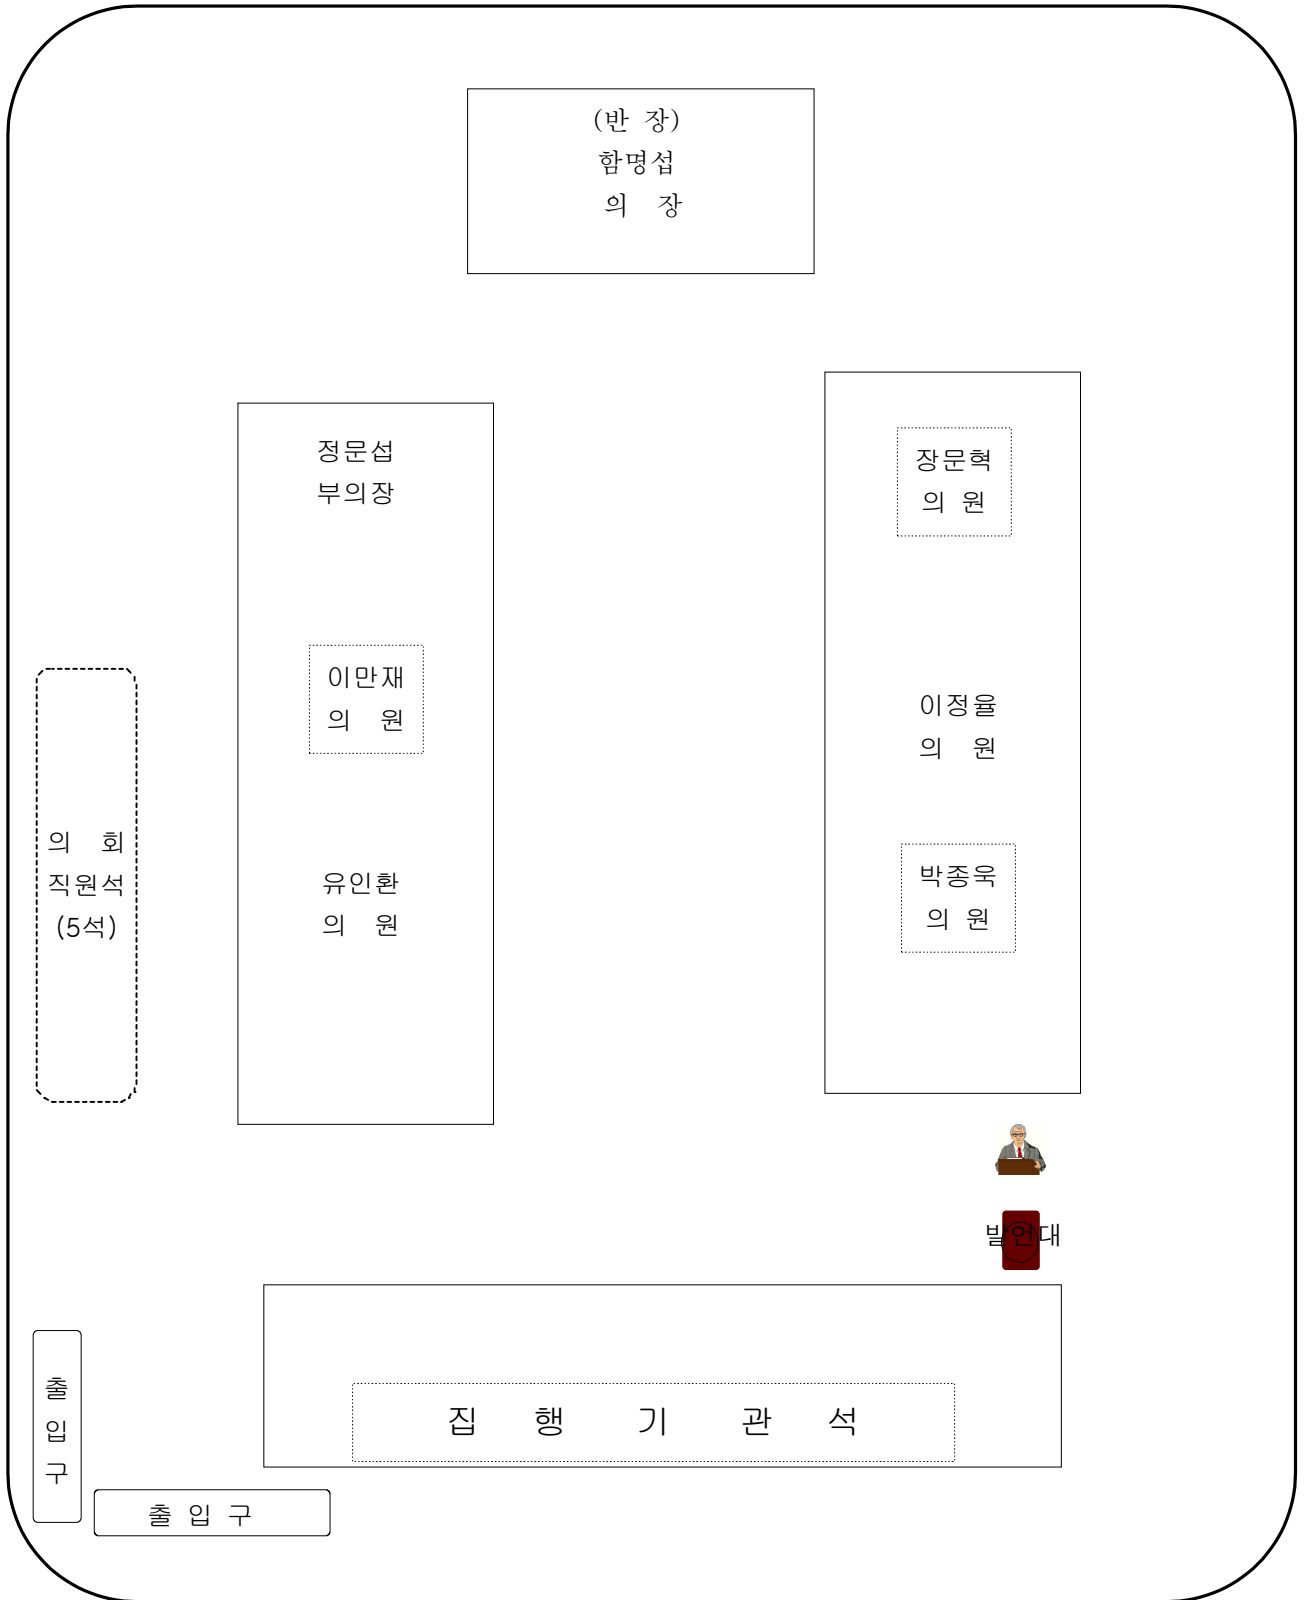 (반 장)
함명섭
의 장
정문섭
부의장
이만재
의 원
유인환
의 원
장문혁
의 원
이정율
의 원
박종욱
의 원
의 회
직원석
(5석)
발언대
집 행 기 관 석
출
입
구
출 입 구